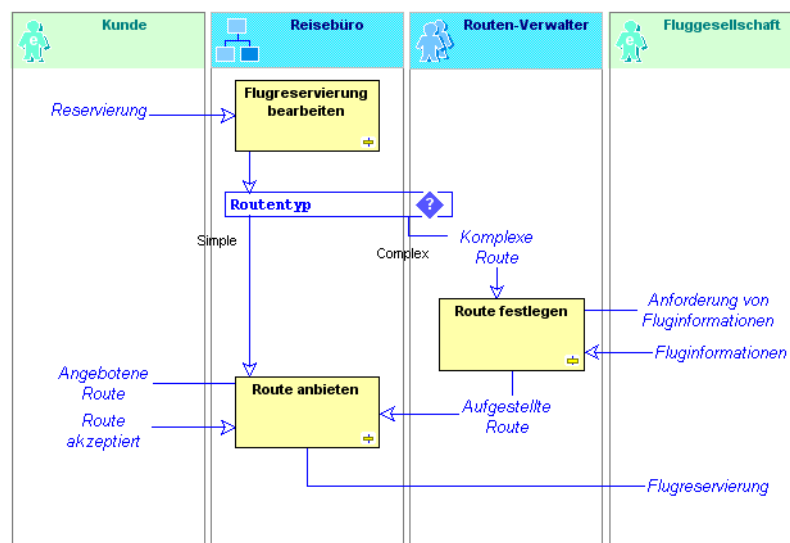 Kunde
Reisebüro
Routen-Verwalter
Fluggesellschaft
e
e
Flugreservierung
bearbeiten
Reservierung
Routentyp
?
Simple
Complex
Komplexe
Route
Route festlegen
Anforderung von
Fluginformationen
Fluginformationen
Angebotene
Route
Route anbieten
Aufgestellte
Route
Route
akzeptiert
Flugreservierung